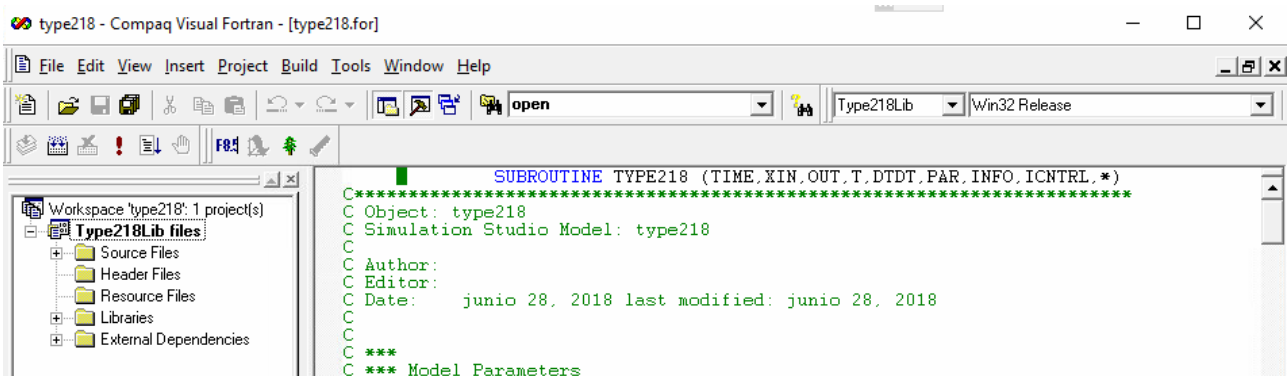 type218 - Compaq Visual Fortran - [type218.for]
File Edit View Insert Project Build Tools Window Help
open
Type218Lib
Win32 Release
Workspace 'type218': 1 project(s)
Type218Lib files
Source Files
Header Files
Resource Files
Libraries
External Dependencies
SUBROUTINE TYPE218 (TIME,XIN,OUT,T,DTDT,PAR,INFO,ICNTRL,*)
C************************************************************************
C Object: type218
C Simulation Studio Model: type218
C
C Author:
C Editor:
C Date: junio 28, 2018 last modified: junio 28, 2018
C
C
C ***
C *** Model Parameters